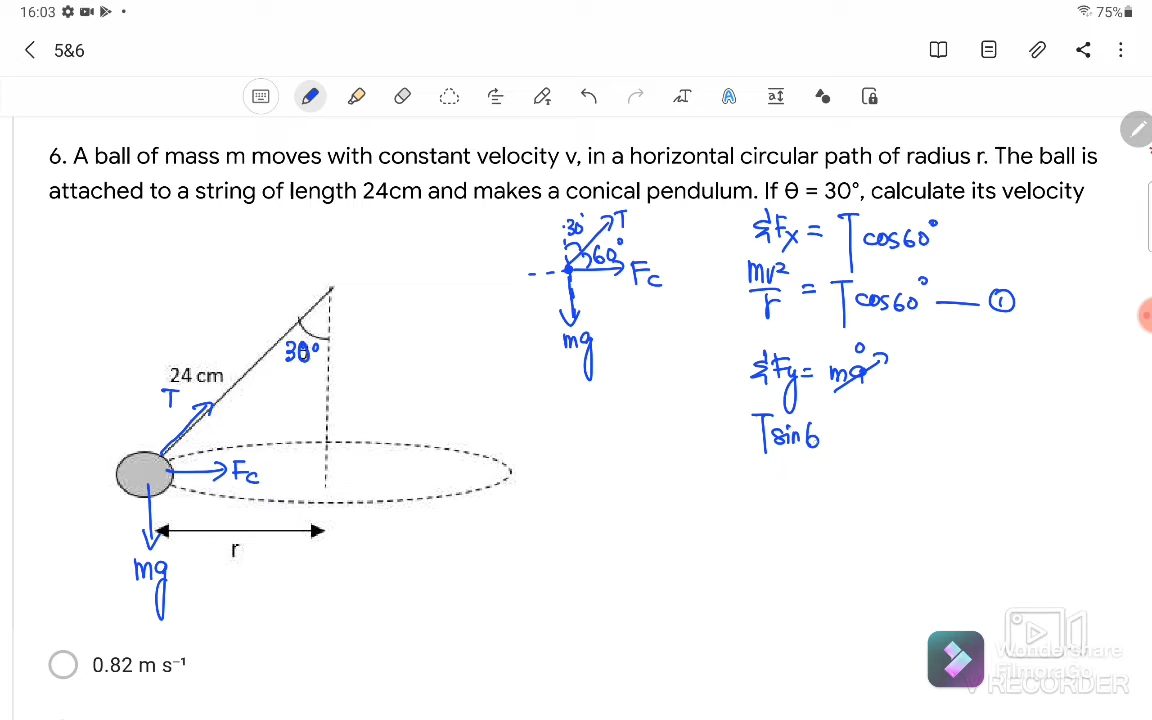 16:03 75%
5&6
6. A ball of mass m moves with constant velocity v, in a horizontal circular path of radius r. The ball is
attached to a string of length 24cm and makes a conical pendulum. If θ = 30°, calculate its velocity
30° T
60°
Fc
mg
ΣFx = T cos60°
mv²/r = T cos60° — ①
ΣFy = ma 0
T sin6
30°
24 cm
T
Fc
r
mg
0.82 m s⁻¹
Wondershare
FilmoraGo
V RECORDER